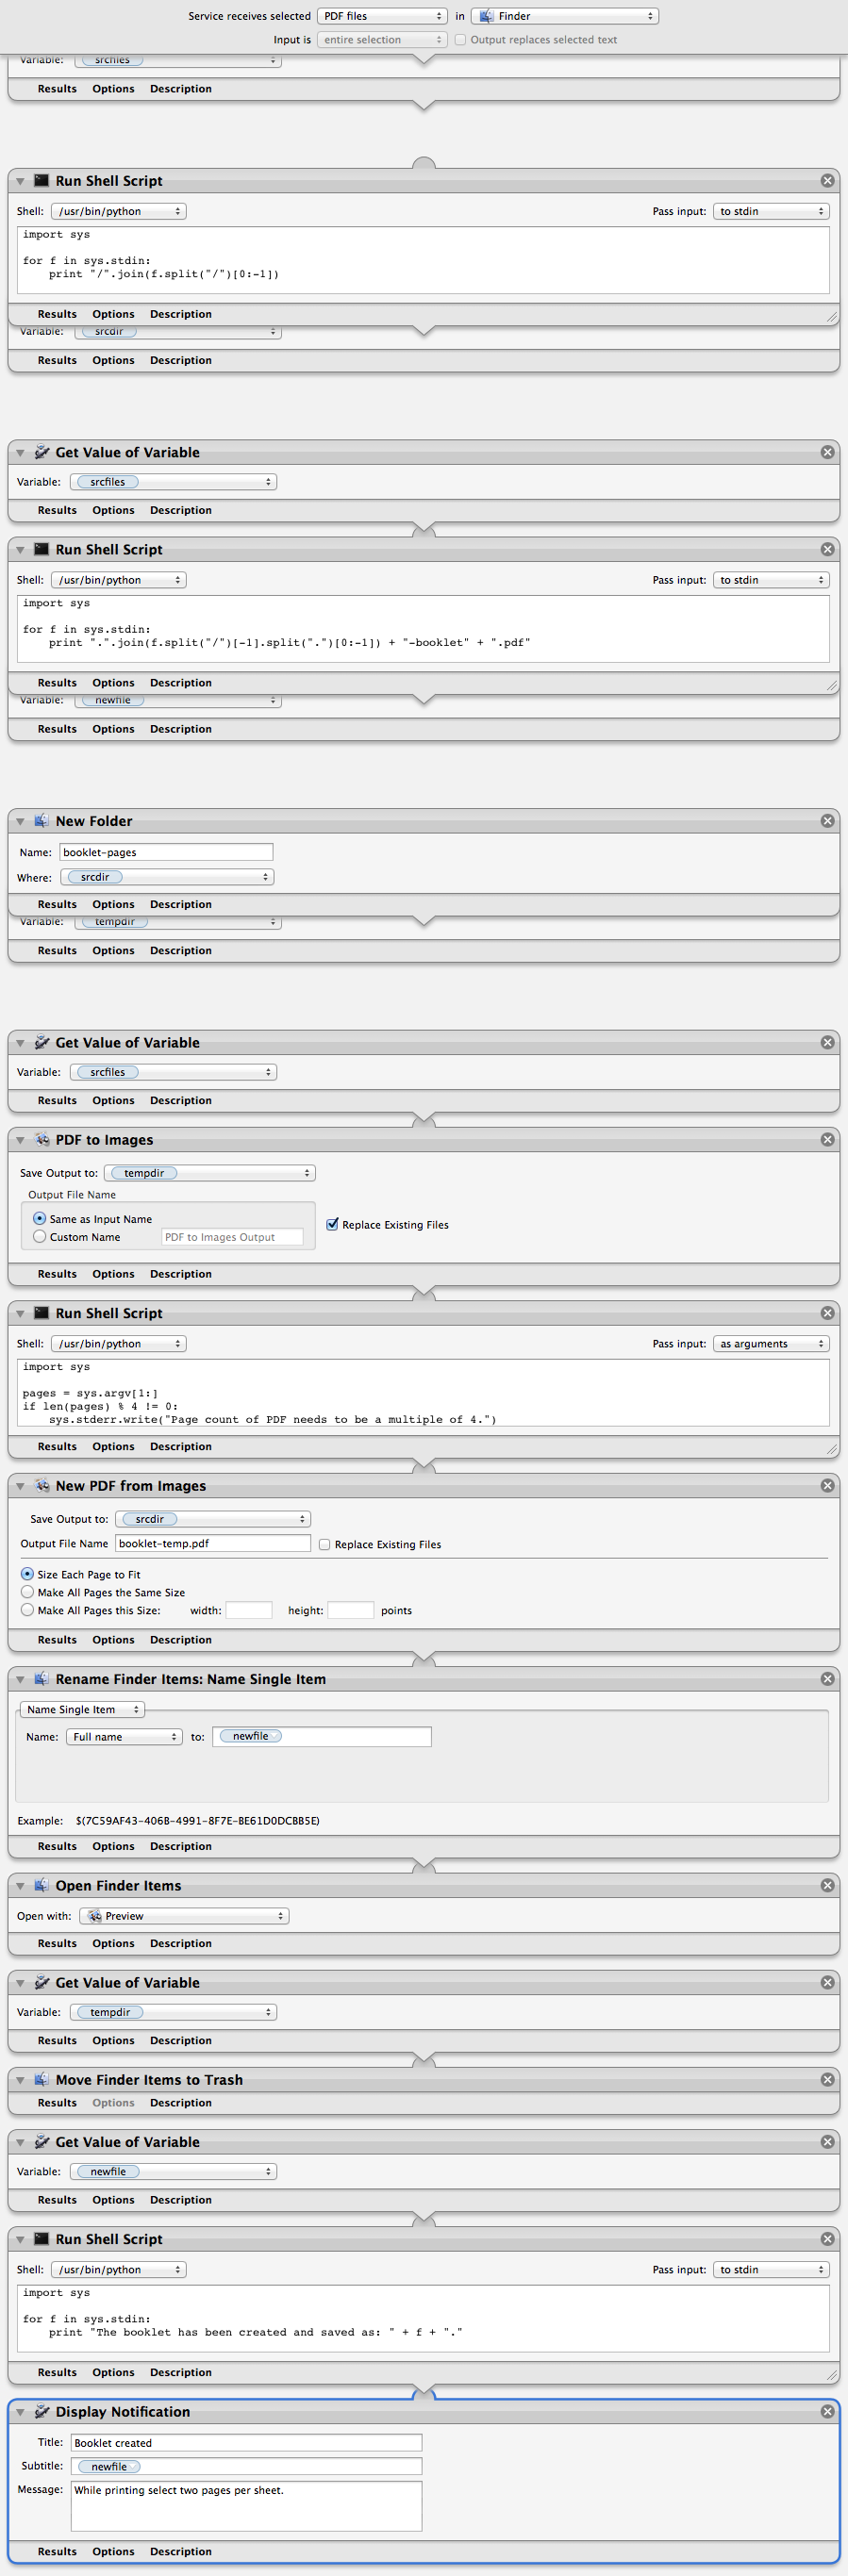 Service receives selected PDF files in Finder
Input is entire selection Output replaces selected text
Variable: srcfiles
Results Options Description
Run Shell Script
Shell: /usr/bin/python Pass input: to stdin
import sys
for f in sys.stdin:
    print "/".join(f.split("/")[0:-1])
Results Options Description
Variable: srcdir
Results Options Description
Get Value of Variable
Variable: srcfiles
Results Options Description
Run Shell Script
Shell: /usr/bin/python Pass input: to stdin
import sys
for f in sys.stdin:
    print ".".join(f.split("/")[-1].split(".")[0:-1]) + "-booklet" + ".pdf"
Results Options Description
Variable: newfile
Results Options Description
New Folder
Name: booklet-pages
Where: srcdir
Results Options Description
Variable: tempdir
Results Options Description
Get Value of Variable
Variable: srcfiles
Results Options Description
PDF to Images
Save Output to: tempdir
Output File Name
Same as Input Name
Replace Existing Files
Custom Name PDF to Images Output
Results Options Description
Run Shell Script
Shell: /usr/bin/python Pass input: as arguments
import sys
pages = sys.argv[1:]
if len(pages) % 4 != 0:
    sys.stderr.write("Page count of PDF needs to be a multiple of 4.")
Results Options Description
New PDF from Images
Save Output to: srcdir
Output File Name booklet-temp.pdf Replace Existing Files
Size Each Page to Fit
Make All Pages the Same Size
Make All Pages this Size: width: height: points
Results Options Description
Rename Finder Items: Name Single Item
Name Single Item
Name: Full name to: newfile
Example: $(7C59AF43-406B-4991-8F7E-BE61D0DCBB5E)
Results Options Description
Open Finder Items
Open with: Preview
Results Options Description
Get Value of Variable
Variable: tempdir
Results Options Description
Move Finder Items to Trash
Results Options Description
Get Value of Variable
Variable: newfile
Results Options Description
Run Shell Script
Shell: /usr/bin/python Pass input: to stdin
import sys
for f in sys.stdin:
    print "The booklet has been created and saved as: " + f + "."
Results Options Description
Display Notification
Title: Booklet created
Subtitle: newfile
Message: While printing select two pages per sheet.
Results Options Description